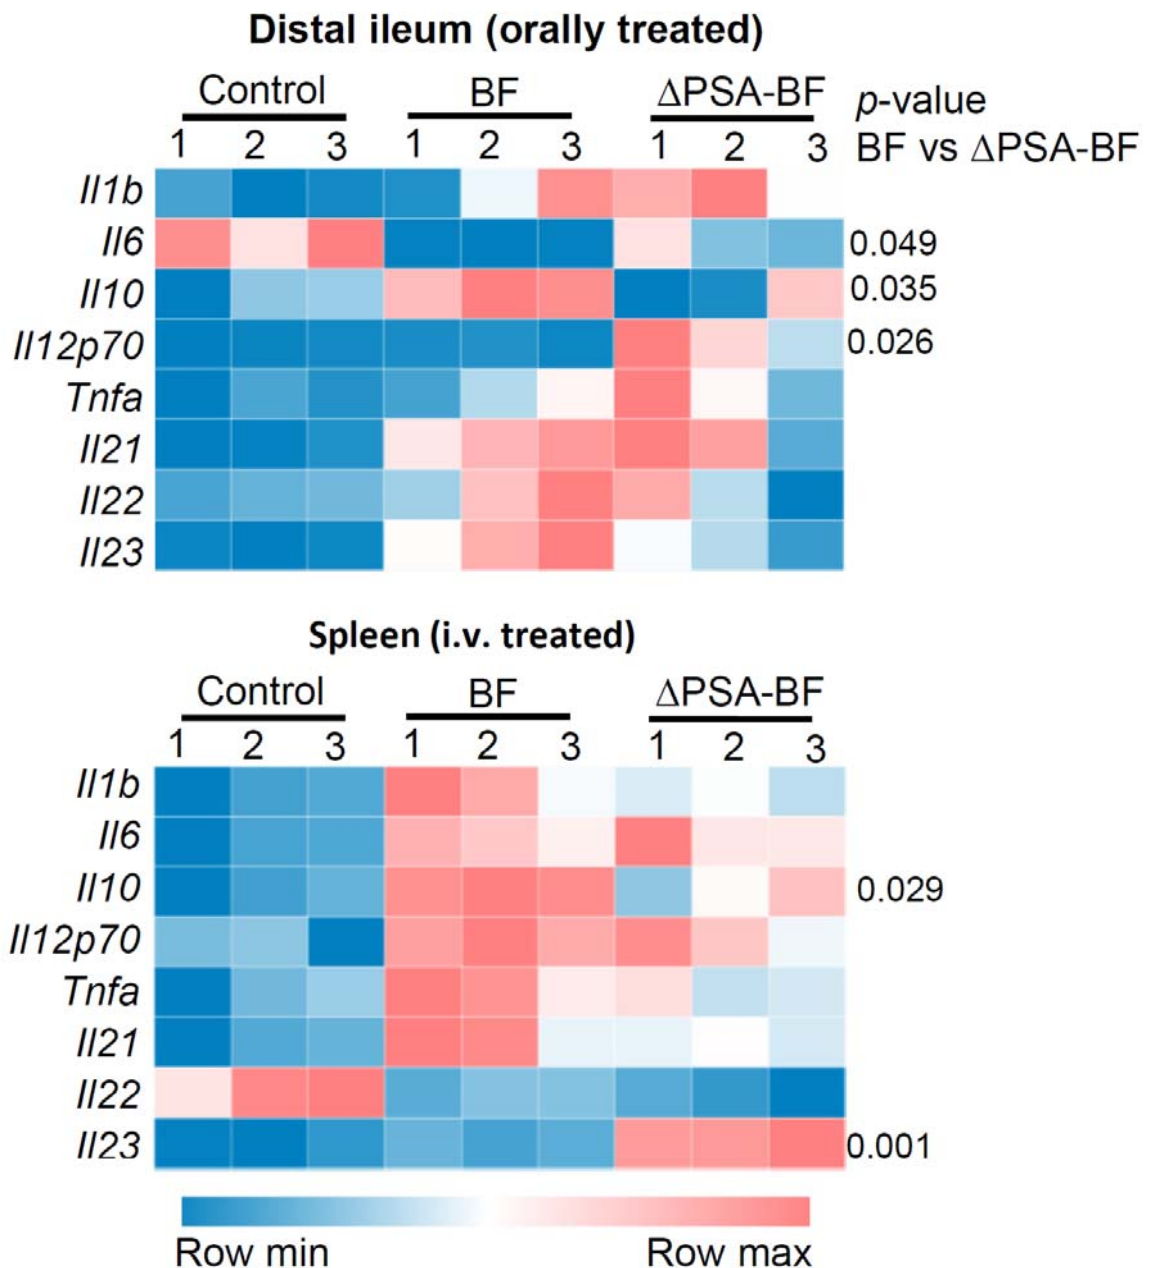 Distal ileum (orally treated)
Control BF ΔPSA-BF p-value
1 2 3 1 2 3 1 2 3 BF vs ΔPSA-BF
Il1b
Il6 0.049
Il10 0.035
Il12p70 0.026
Tnfa
Il21
Il22
Il23
Spleen (i.v. treated)
Control BF ΔPSA-BF
1 2 3 1 2 3 1 2 3
Il1b
Il6
Il10 0.029
Il12p70
Tnfa
Il21
Il22
Il23 0.001
Row min Row max